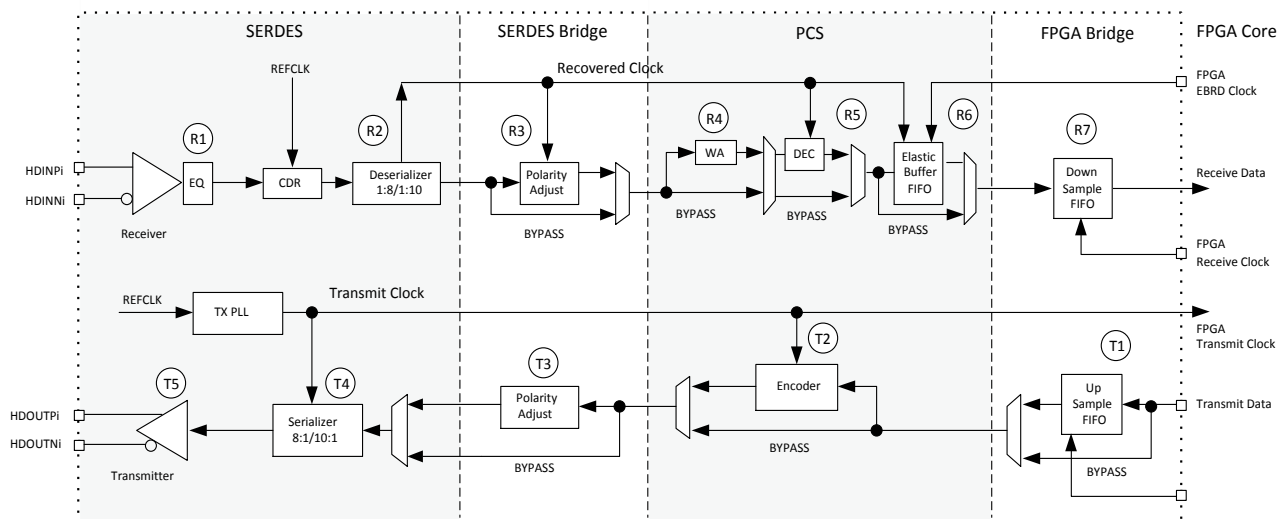 SERDES
SERDES Bridge
PCS
FPGA Bridge
FPGA Core
REFCLK
Recovered Clock
FPGA
EBRD Clock
R1
R2
R3
R4
R5
R6
R7
HDINPi
HDINNi
EQ
CDR
Deserializer
1:8/1:10
Polarity
Adjust
WA
DEC
Elastic
Buffer
FIFO
Down
Sample
FIFO
Receive Data
Receiver
BYPASS
BYPASS
BYPASS
BYPASS
FPGA
Receive Clock
REFCLK
TX PLL
Transmit Clock
FPGA
Transmit Clock
T5
T4
T3
T2
T1
HDOUTPi
HDOUTNi
Serializer
8:1/10:1
Polarity
Adjust
Encoder
Up
Sample
FIFO
Transmit Data
Transmitter
BYPASS
BYPASS
BYPASS